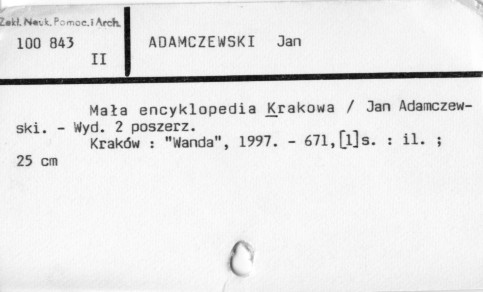 Zakł. Nauk. Pomoc. i Arch.
100 843
II
ADAMCZEWSKI Jan
Mała encyklopedia Krakowa / Jan Adamczew-
ski. - Wyd. 2 poszerz.
Kraków : "Wanda", 1997. - 671,[1]s. : il. ;
25 cm